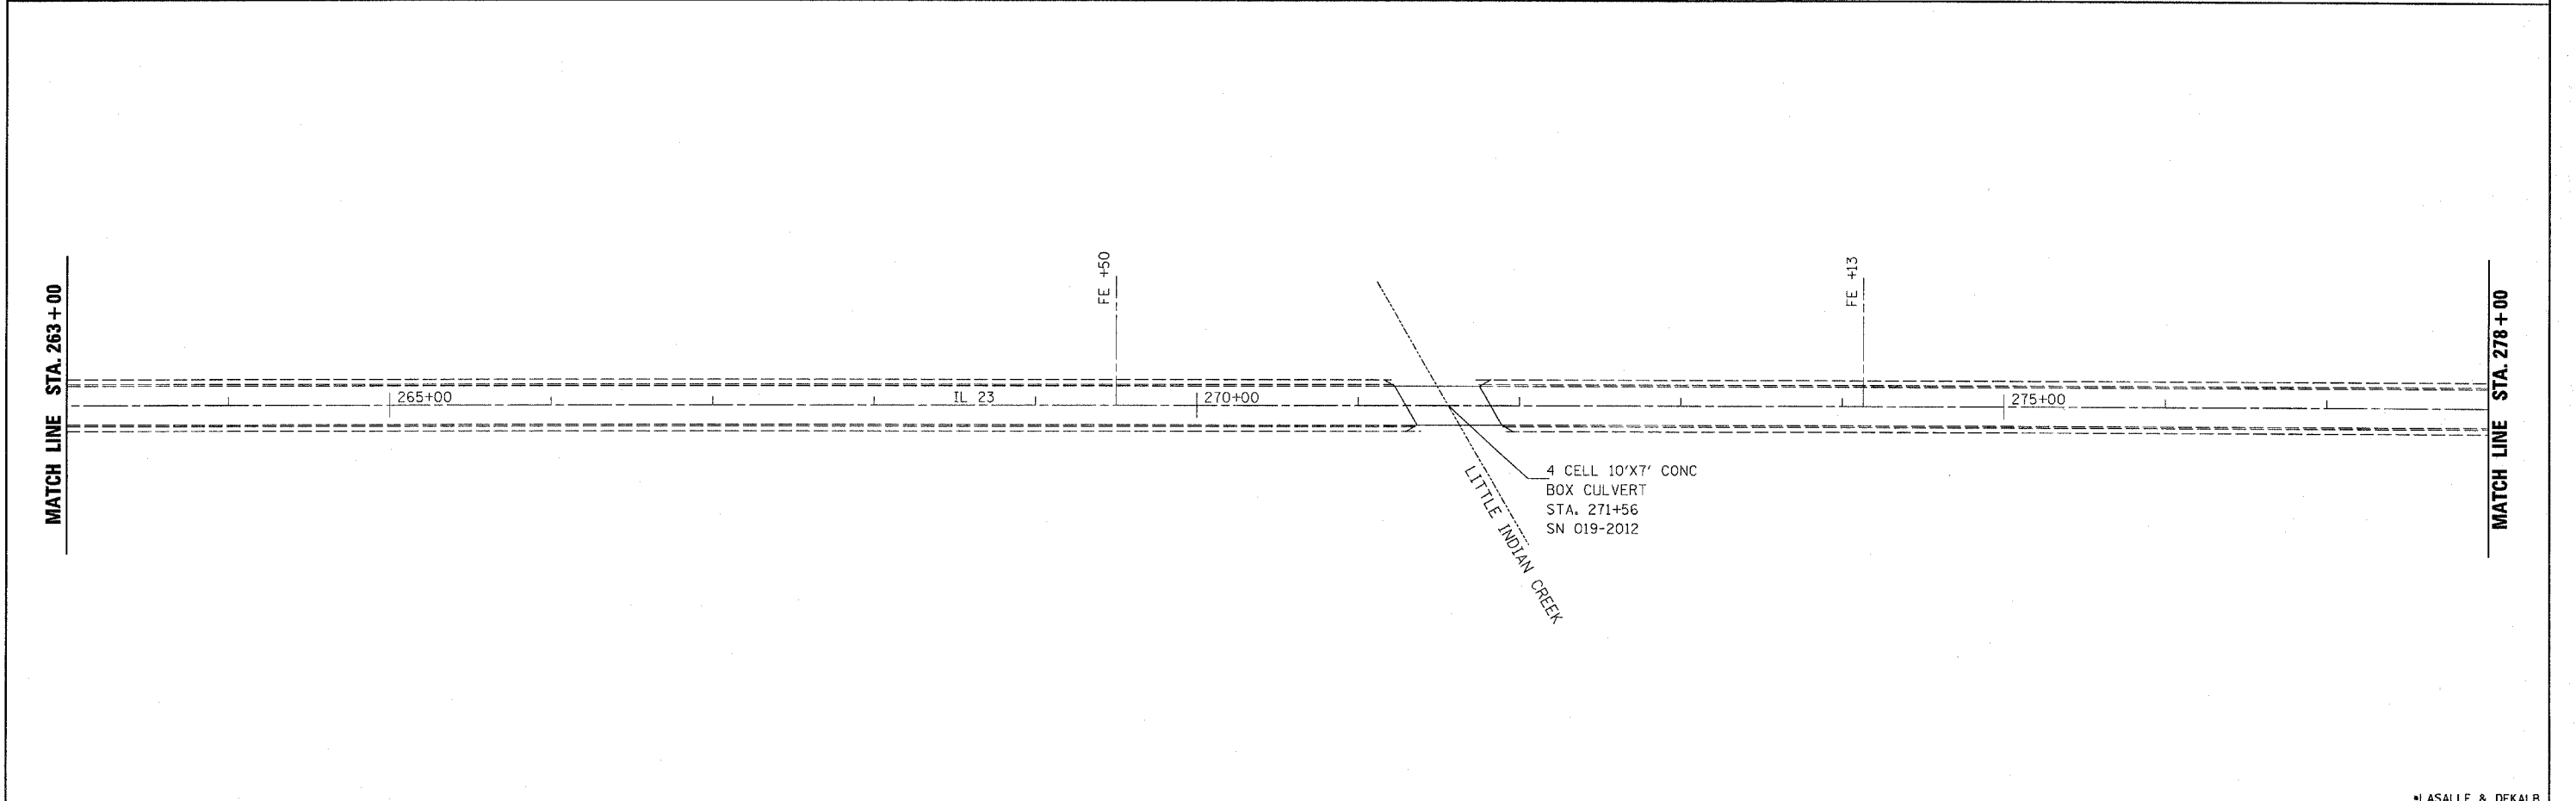 MATCH LINE STA. 263+00
265+00
IL 23
FE +50
270+00
LITTLE INDIAN CREEK
4 CELL 10'X7' CONC
BOX CULVERT
STA. 271+56
SN 019-2012
FE +13
275+00
MATCH LINE STA. 278+00
*LASALLE & DEKALB